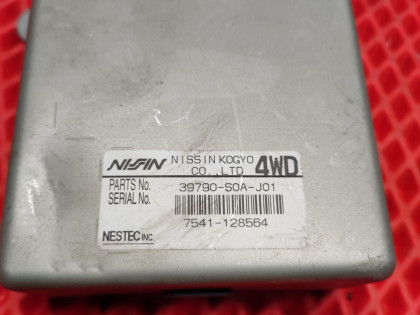 NISSIN NISSIN KOGYO 4WD
CO.,LTD
PARTS No. 39790-S0A-J01
SERIAL No.
7541-128564
NESTEC INC.